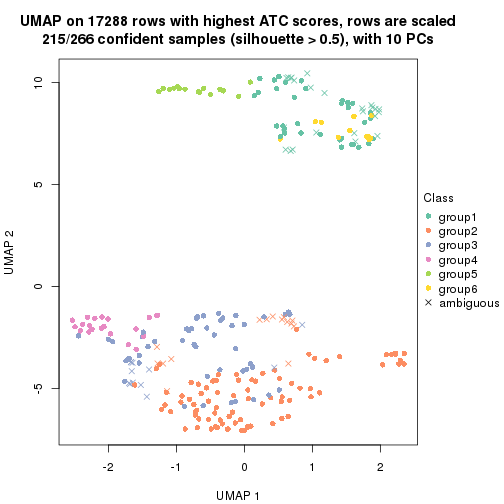 UMAP on 17288 rows with highest ATC scores, rows are scaled
215/266 confident samples (silhouette > 0.5), with 10 PCs
10
5
0
-5
UMAP 2
-2
-1
0
1
2
UMAP 1
Class
group1
group2
group3
group4
group5
group6
ambiguous